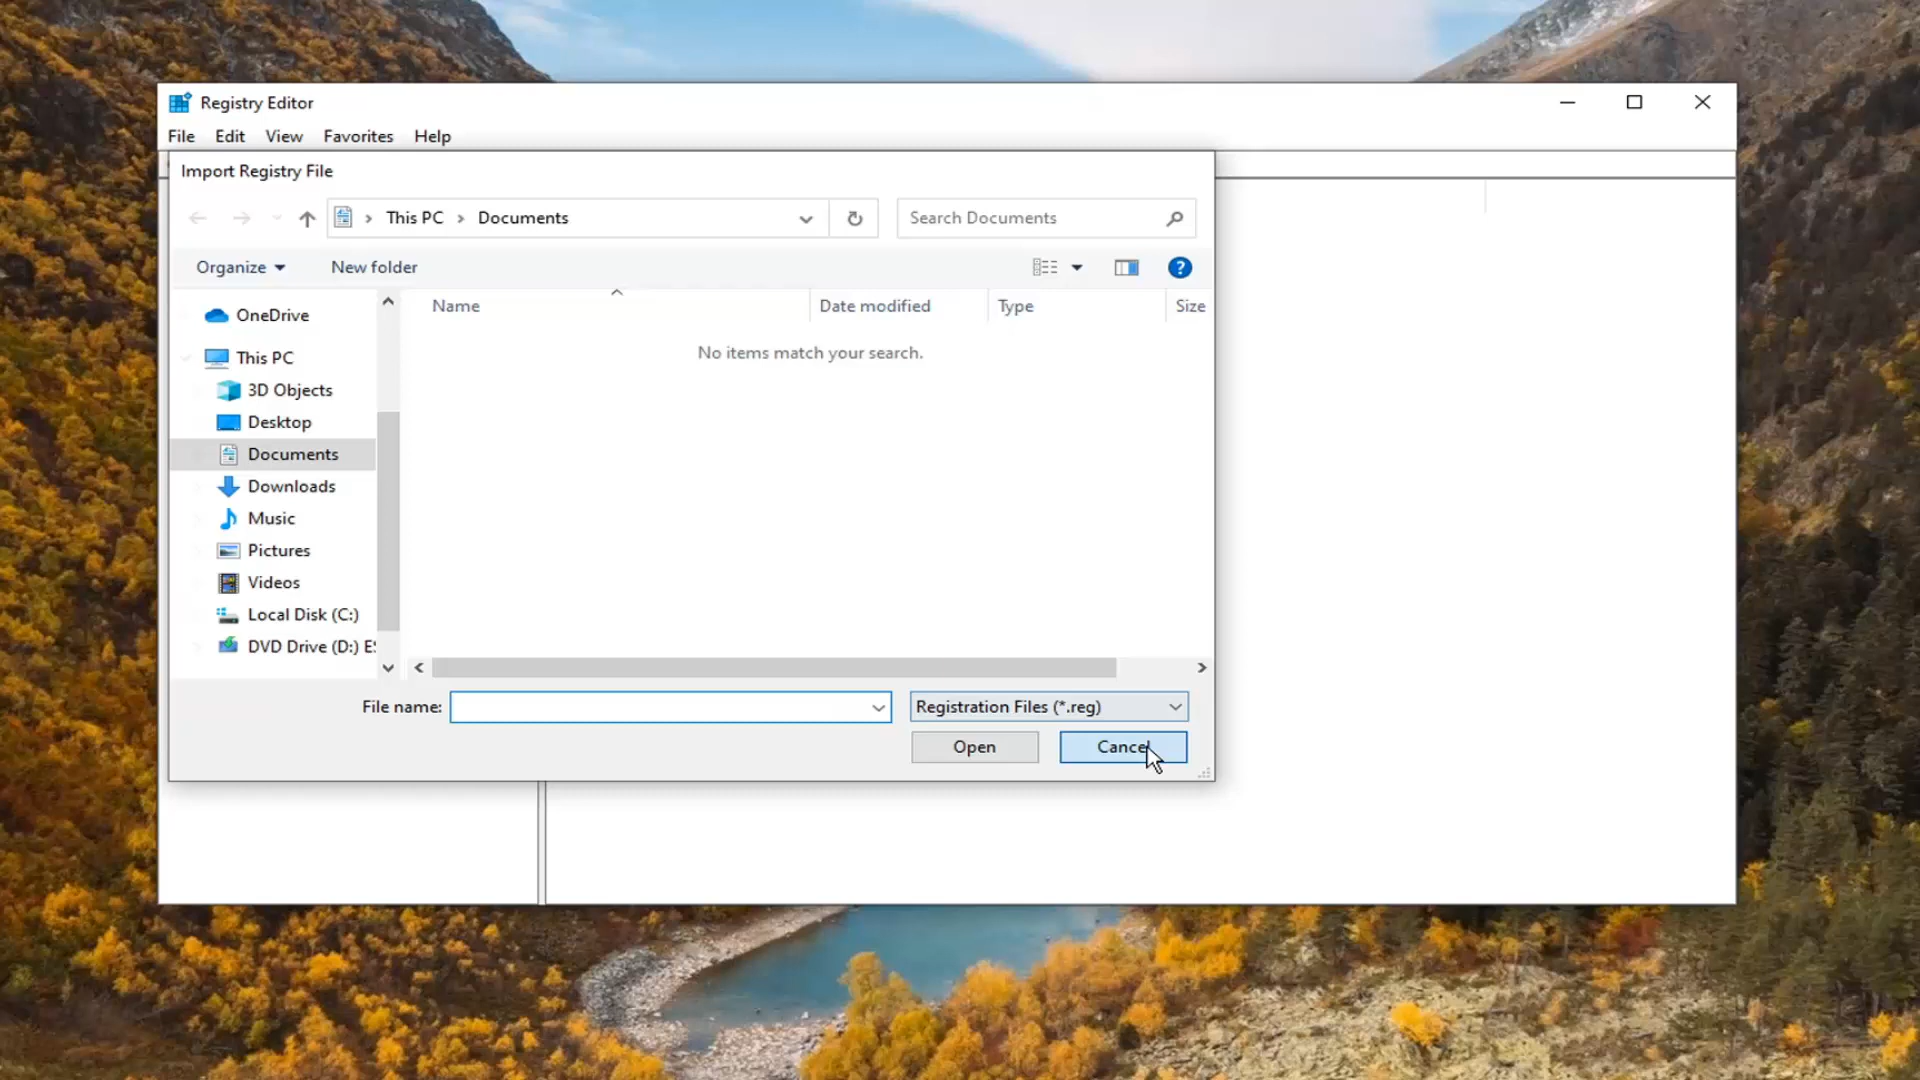 Registry Editor
File Edit View Favorites Help
Import Registry File
This PC > Documents
Search Documents
Organize
New folder
Name
Date modified
Type
Size
OneDrive
This PC
3D Objects
Desktop
Documents
Downloads
Music
Pictures
Videos
Local Disk (C:)
DVD Drive (D:) ES
No items match your search.
File name:
Registration Files (*.reg)
Open
Cancel